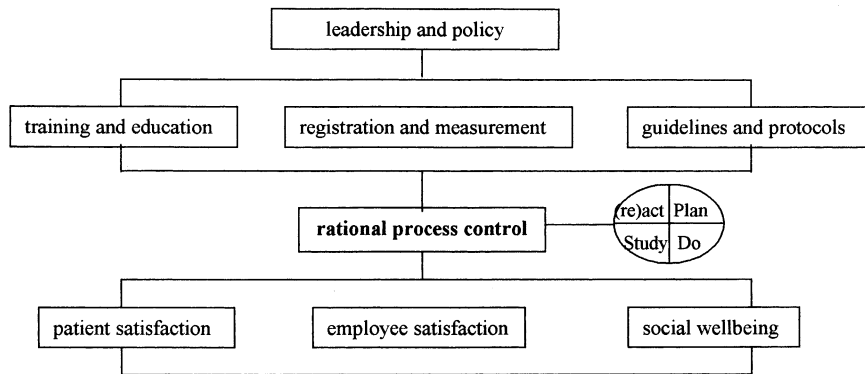 leadership and policy
training and education
registration and measurement
guidelines and protocols
rational process control
(re)act
Plan
Study
Do
patient satisfaction
employee satisfaction
social wellbeing